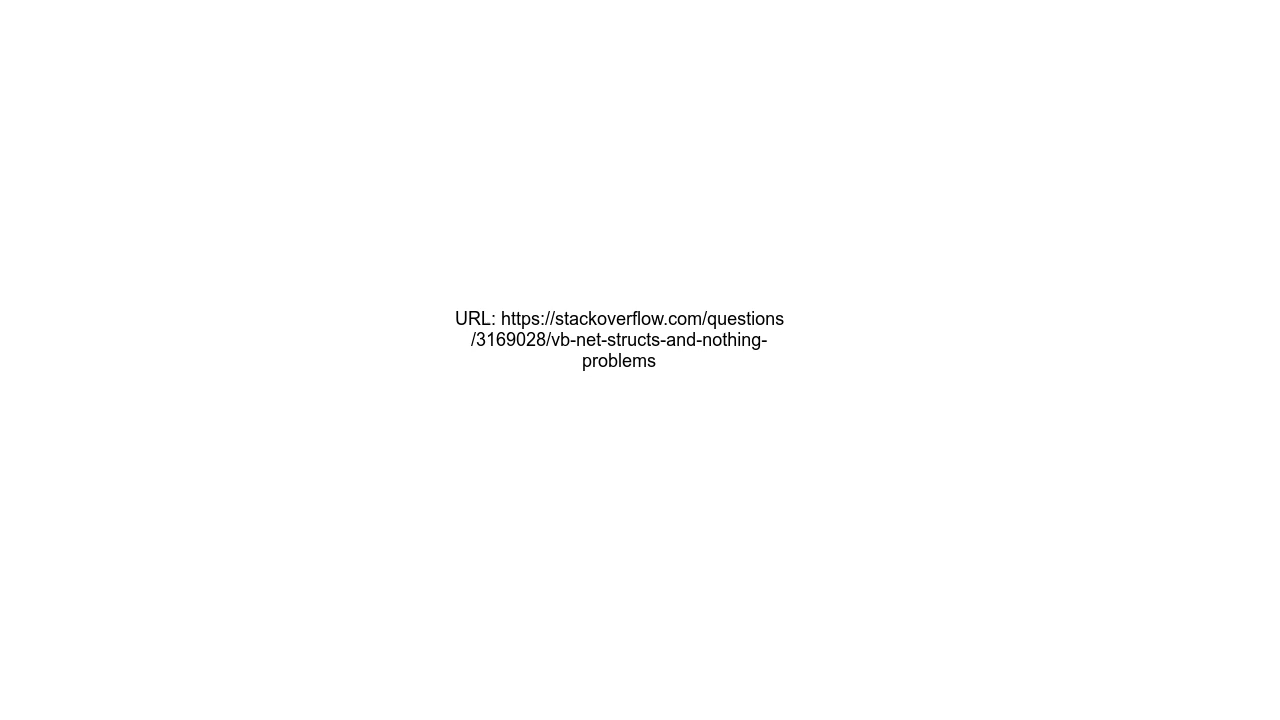 URL: https://stackoverflow.com/questions
/3169028/vb-net-structs-and-nothing-
problems